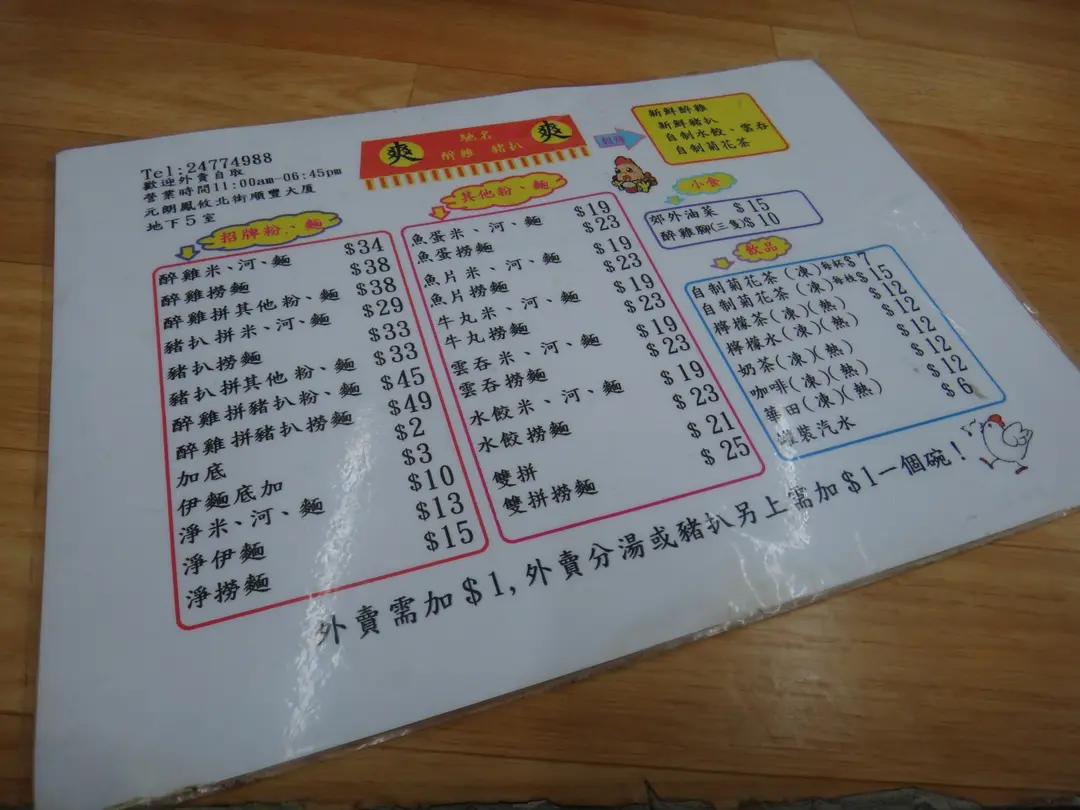 Tel:24774988
歡迎外賣自取
營業時間11:00am-06:45pm
元朗鳳攸北街順豐大廈
地下5室
馳名
爽 醉雞 豬扒 爽
新鮮醉雞
新鮮豬扒
自制水餃、雲吞
自制菊花茶
招牌粉、麵
醉雞米、河、麵 $34
醉雞撈麵 $38
醉雞拼其他粉、麵 $38
豬扒拼米、河、麵 $29
豬扒撈麵 $33
豬扒拼其他粉、麵 $33
醉雞拼豬扒粉、麵 $45
醉雞拼豬扒撈麵 $49
加底 $2
伊麵底加 $3
淨米、河、麵 $10
淨伊麵 $13
淨撈麵 $15
其他粉、麵
魚蛋米、河、麵 $19
魚蛋撈麵 $23
魚片米、河、麵 $19
魚片撈麵 $23
牛丸米、河、麵 $19
牛丸撈麵 $23
雲吞米、河、麵 $19
雲吞撈麵 $23
水餃米、河、麵 $19
水餃撈麵 $23
雙拼 $21
雙拼撈麵 $25
小食
郊外油菜 $15
醉雞腳(三隻)$10
飲品
自制菊花茶(凍)每杯$7
自制菊花茶(凍)每枝$15
檸檬茶(凍)(熱) $12
檸檬水(凍)(熱) $12
奶茶(凍)(熱) $12
咖啡(凍)(熱) $12
華田(凍)(熱) $12
罐裝汽水 $6
外賣需加$1,外賣分湯或豬扒另上需加$1一個碗!